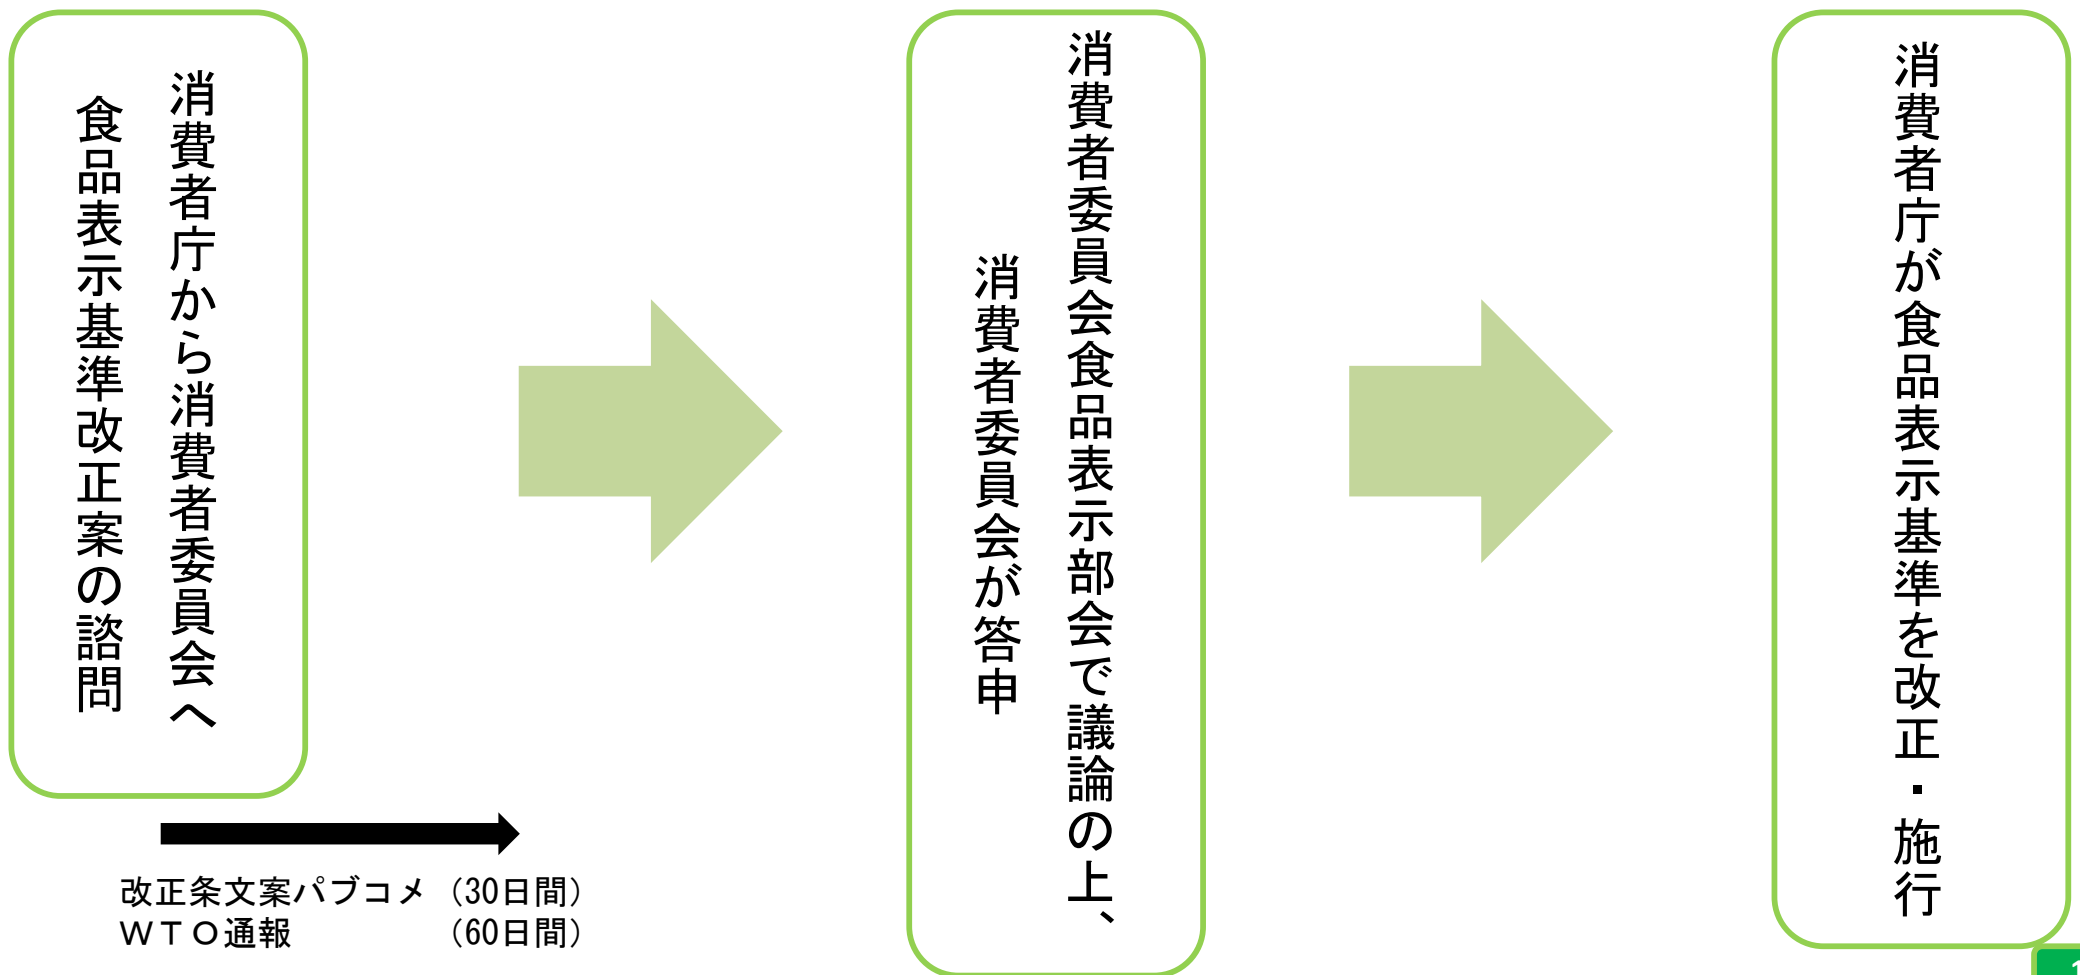 消費者庁から消費者委員会へ
食品表示基準改正案の諮問
改正条文案パブコメ（30日間）
ＷＴＯ通報（60日間）
消費者委員会食品表示部会で議論の上、
消費者委員会が答申
消費者庁が食品表示基準を改正・施行